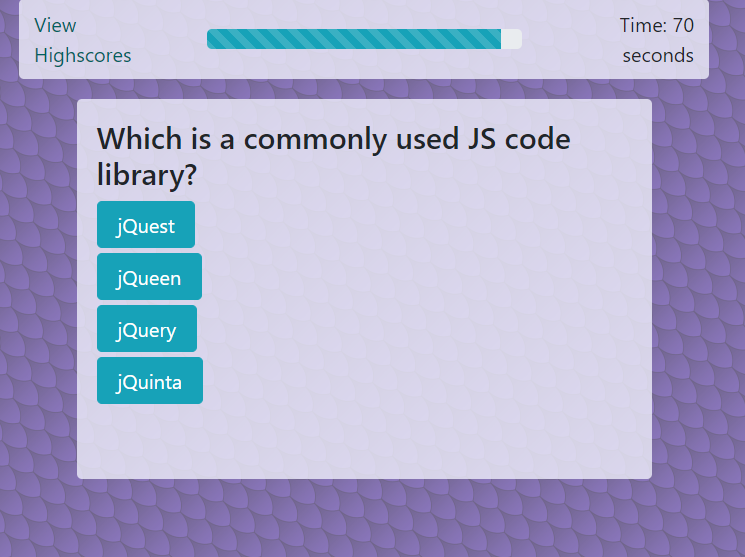 View
Highscores
Time: 70
seconds
Which is a commonly used JS code
library?
jQuest
jQueen
jQuery
jQuinta